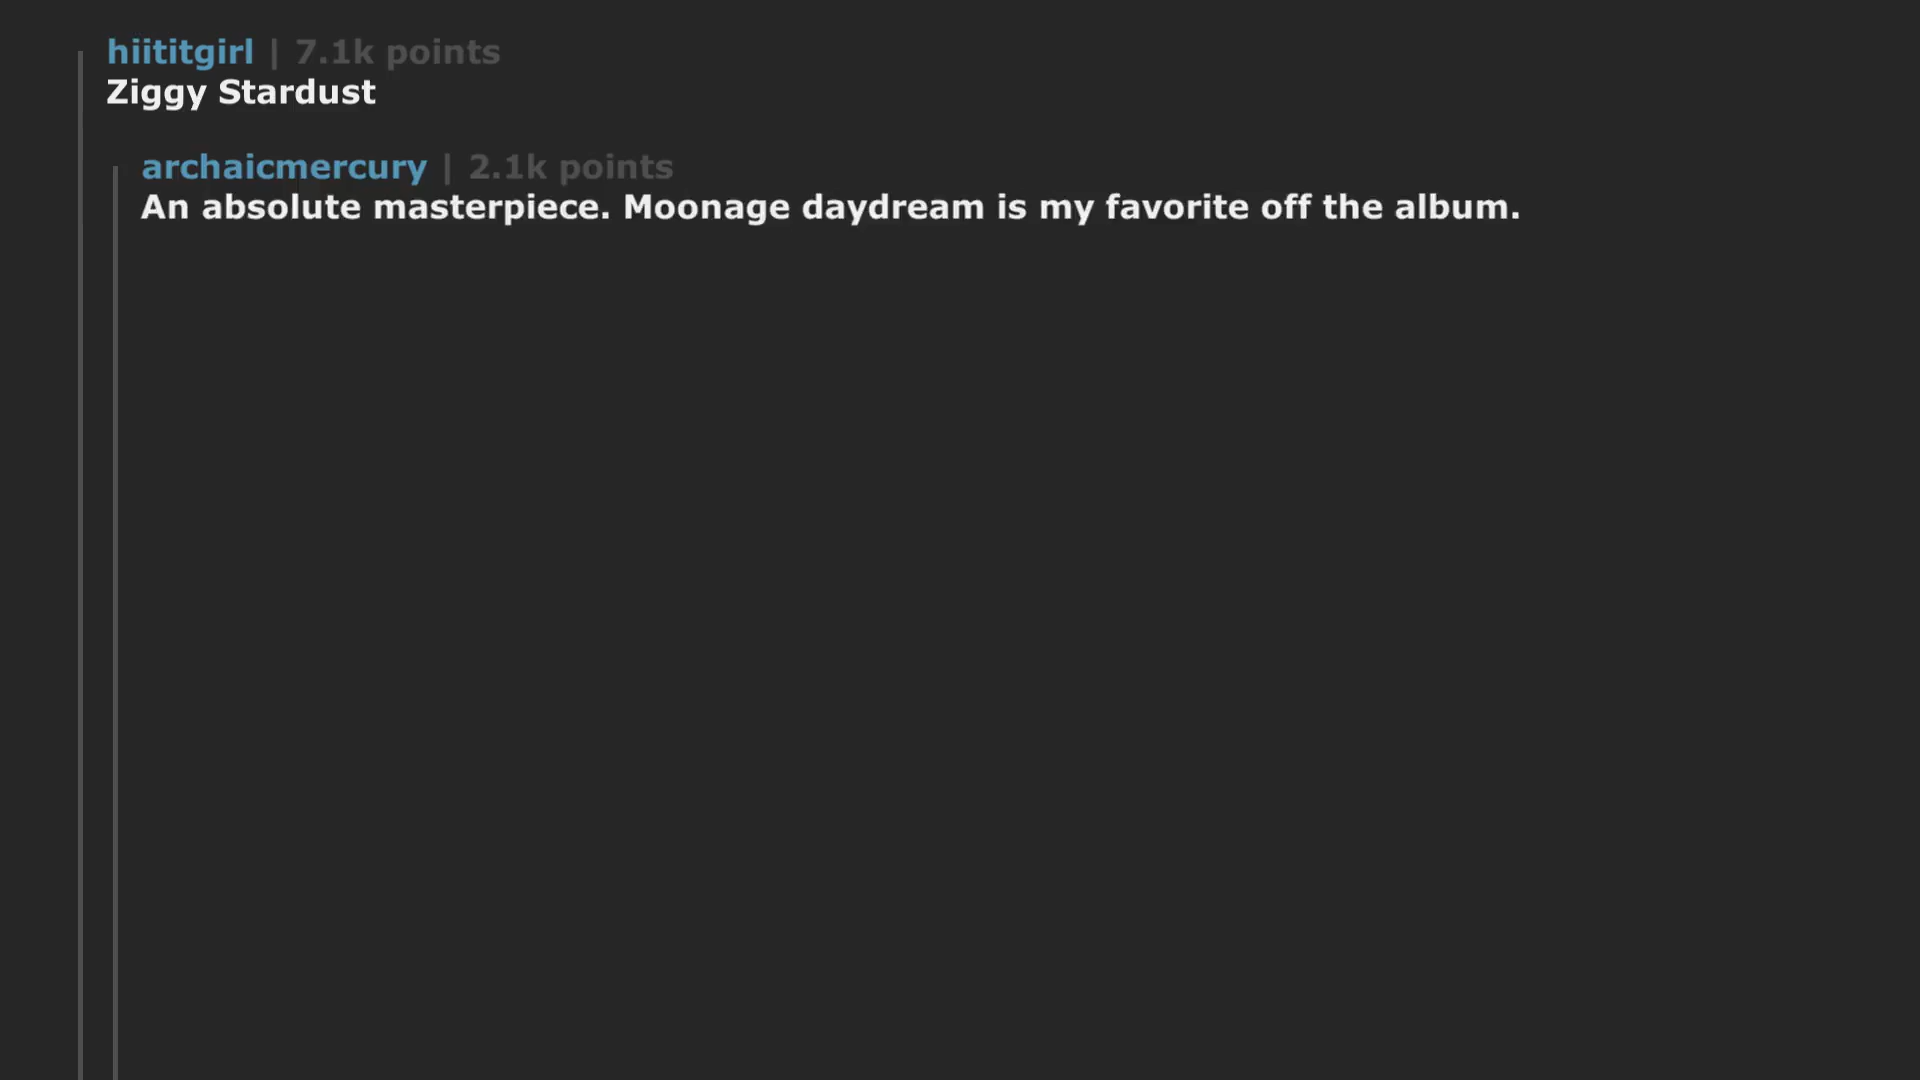 hiititgirl | 7.1k points
Ziggy Stardust
archaicmercury | 2.1k points
An absolute masterpiece. Moonage daydream is my favorite off the album.